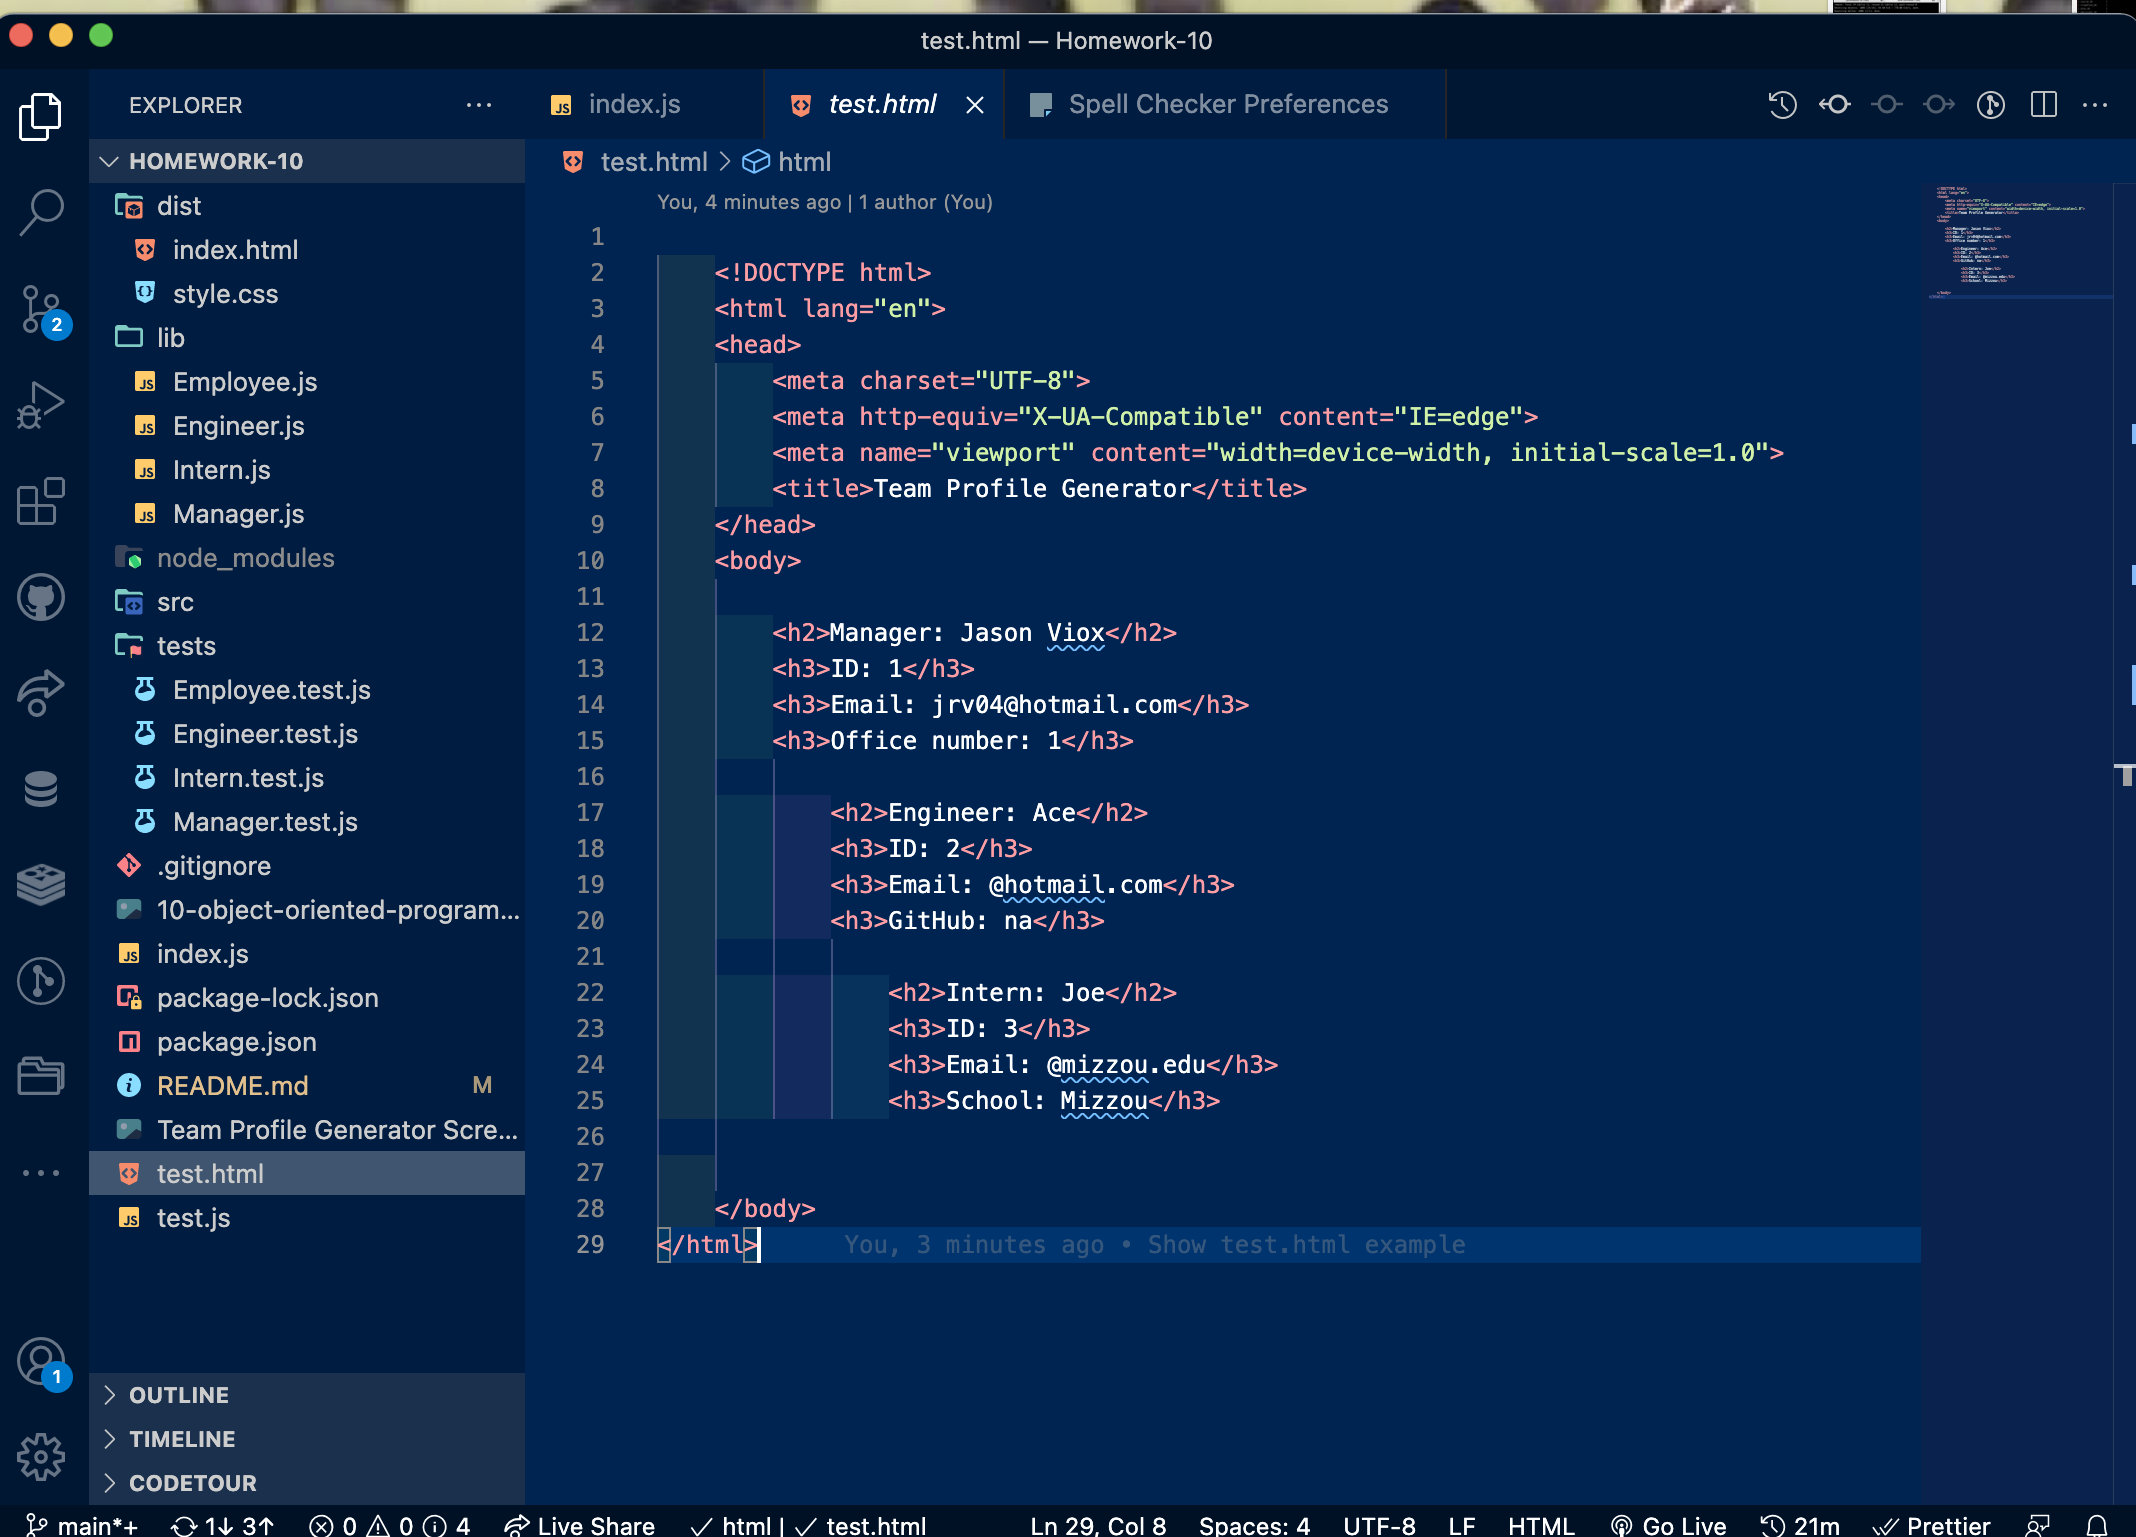 test.html — Homework-10
EXPLORER
index.js
test.html
Spell Checker Preferences
HOMEWORK-10
dist
index.html
style.css
lib
Employee.js
Engineer.js
Intern.js
Manager.js
node_modules
src
tests
Employee.test.js
Engineer.test.js
Intern.test.js
Manager.test.js
.gitignore
10-object-oriented-program...
index.js
package-lock.json
package.json
README.md M
Team Profile Generator Scre...
test.html
test.js
OUTLINE
TIMELINE
CODETOUR
2
1
test.html > html
You, 4 minutes ago | 1 author (You)
1
2 <!DOCTYPE html>
3 <html lang="en">
4 <head>
5 <meta charset="UTF-8">
6 <meta http-equiv="X-UA-Compatible" content="IE=edge">
7 <meta name="viewport" content="width=device-width, initial-scale=1.0">
8 <title>Team Profile Generator</title>
9 </head>
10 <body>
11
12 <h2>Manager: Jason Viox</h2>
13 <h3>ID: 1</h3>
14 <h3>Email: jrv04@hotmail.com</h3>
15 <h3>Office number: 1</h3>
16
17 <h2>Engineer: Ace</h2>
18 <h3>ID: 2</h3>
19 <h3>Email: @hotmail.com</h3>
20 <h3>GitHub: na</h3>
21
22 <h2>Intern: Joe</h2>
23 <h3>ID: 3</h3>
24 <h3>Email: @mizzou.edu</h3>
25 <h3>School: Mizzou</h3>
26
27
28 </body>
29 </html> You, 3 minutes ago • Show test.html example
main*+ 1↓ 3↑ 0 0 4 Live Share ✓ html | ✓ test.html Ln 29, Col 8 Spaces: 4 UTF-8 LF HTML Go Live 21m Prettier